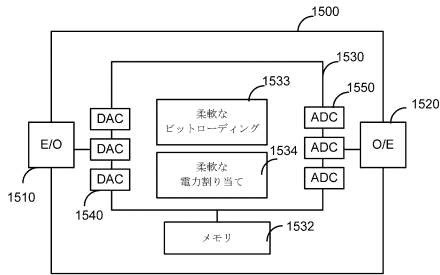 1500
1530
1533
1550
1520
柔軟な
ビットローディング
DAC
ADC
E/O
DAC
ADC
O/E
柔軟な
電力割り当て
1534
DAC
ADC
1510
1540
メモリ
1532